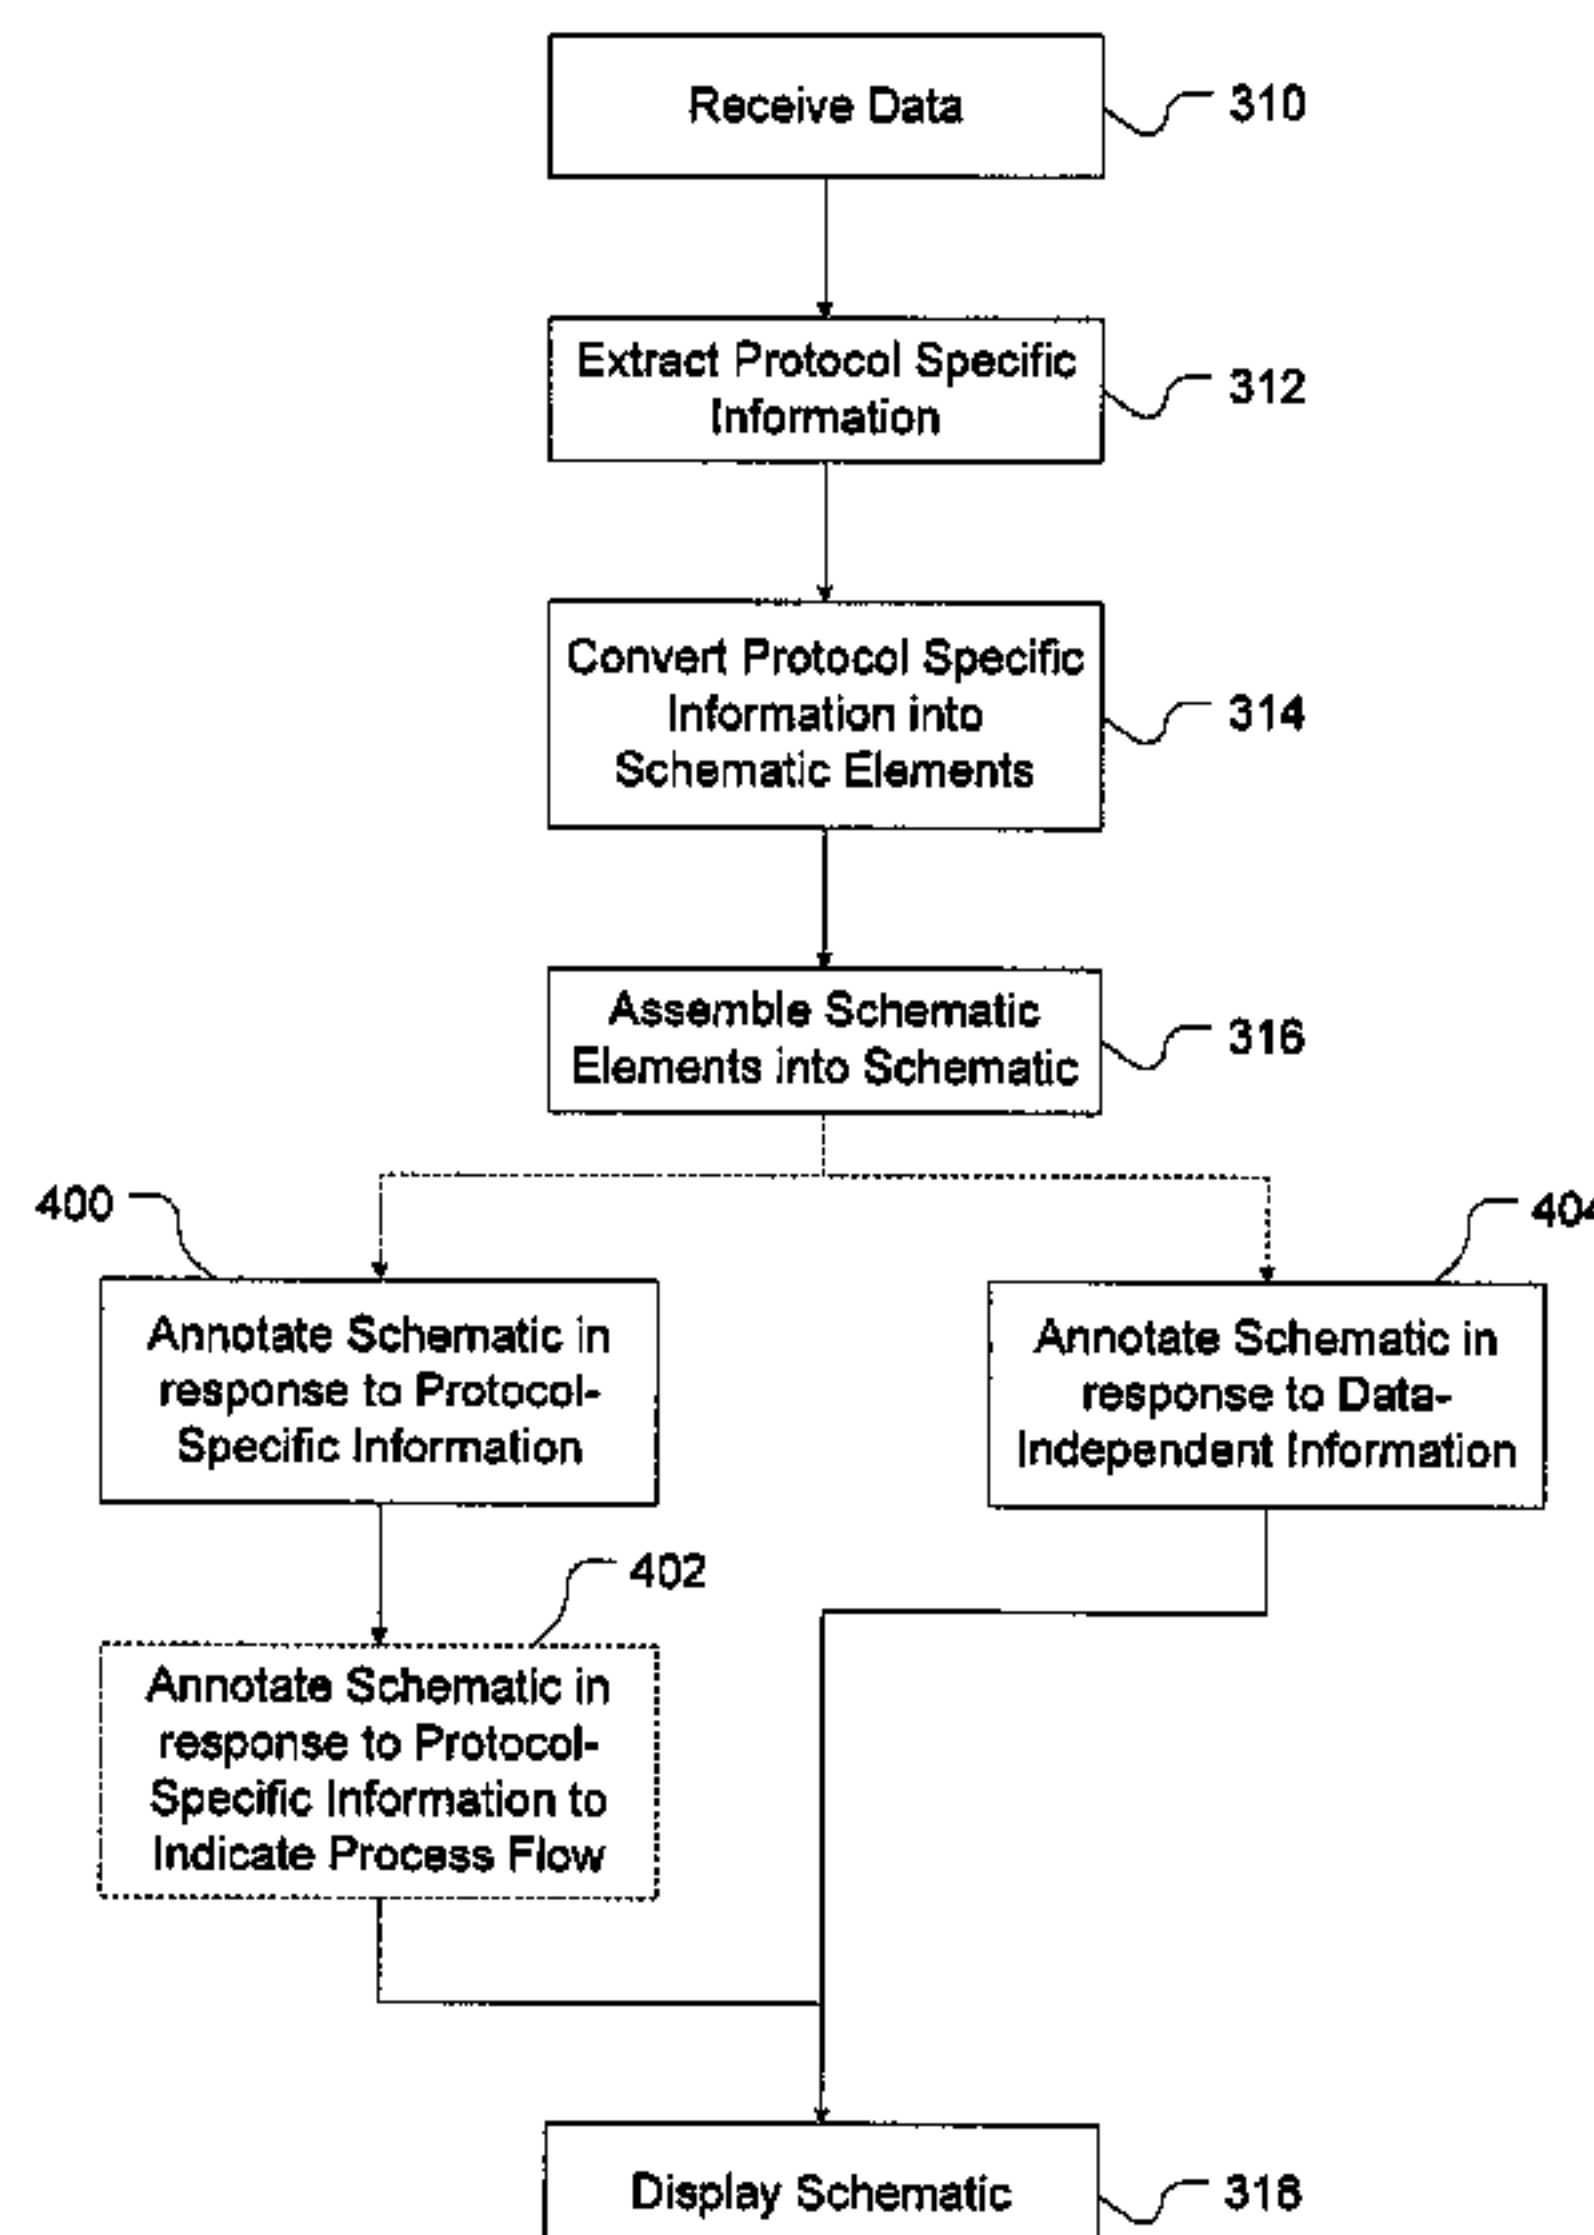 Receive Data
310
Extract Protocol Specific
Information
312
Convert Protocol Specific
Information into
Schematic Elements
314
Assemble Schematic
Elements into Schematic
316
400
404
Annotate Schematic in
response to Protocol-
Specific Information
Annotate Schematic in
response to Data-
Independent Information
402
Annotate Schematic in
response to Protocol-
Specific Information to
Indicate Process Flow
Display Schematic
318